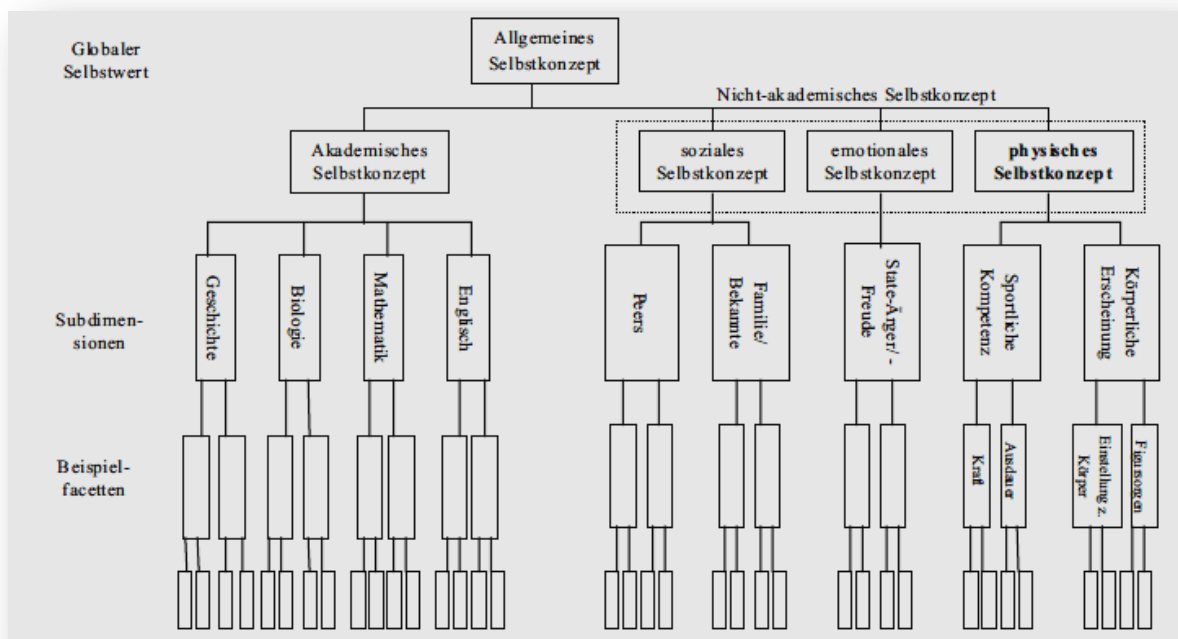 Globaler
Selbstwert
Allgemeines
Selbstkonzept
Nicht-akademisches Selbstkonzept
Akademisches
Selbstkonzept
soziales
Selbstkonzept
emotionales
Selbstkonzept
physisches
Selbstkonzept
Subdimen-
sionen
Geschichte
Biologie
Mathematik
Englisch
Peers
Familie/
Bekannte
State-Ärger/ -
Freude
Sportliche
Kompetenz
Körperliche
Erscheinung
Beispiel-
facetten
Kraft
Ausdauer
Einstellung z.
Körper
Figursorgen